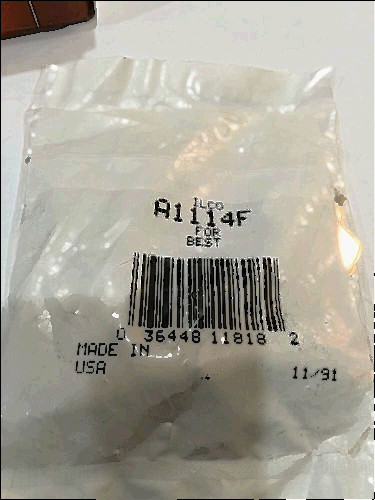 ILCO
A1114F
FOR
BEST
0 36448 11818 2
MADE IN
USA
11/91